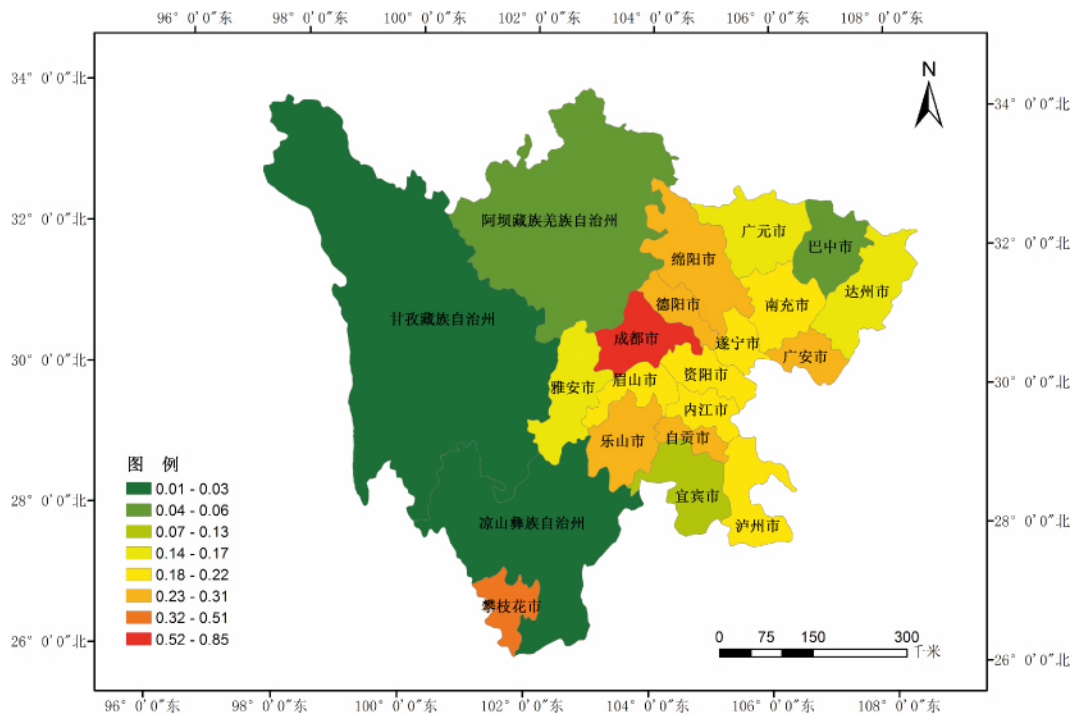 96° 0'0"东 98° 0'0"东 100° 0'0"东 102° 0'0"东 104° 0'0"东 106° 0'0"东 108° 0'0"东
N
34° 0'0"北
34° 0'0"北
32° 0'0"北
32° 0'0"北
30° 0'0"北
30° 0'0"北
28° 0'0"北
28° 0'0"北
26° 0'0"北
26° 0'0"北
阿坝藏族羌族自治州
广元市
巴中市
绵阳市
达州市
德阳市
南充市
甘孜藏族自治州
成都市
遂宁市
广安市
雅安市
眉山市
资阳市
内江市
乐山市
自贡市
宜宾市
泸州市
凉山彝族自治州
攀枝花市
图 例
0.01 - 0.03
0.04 - 0.06
0.07 - 0.13
0.14 - 0.17
0.18 - 0.22
0.23 - 0.31
0.32 - 0.51
0.52 - 0.85
0 75 150 300
千米
96° 0'0"东 98° 0'0"东 100° 0'0"东 102° 0'0"东 104° 0'0"东 106° 0'0"东 108° 0'0"东